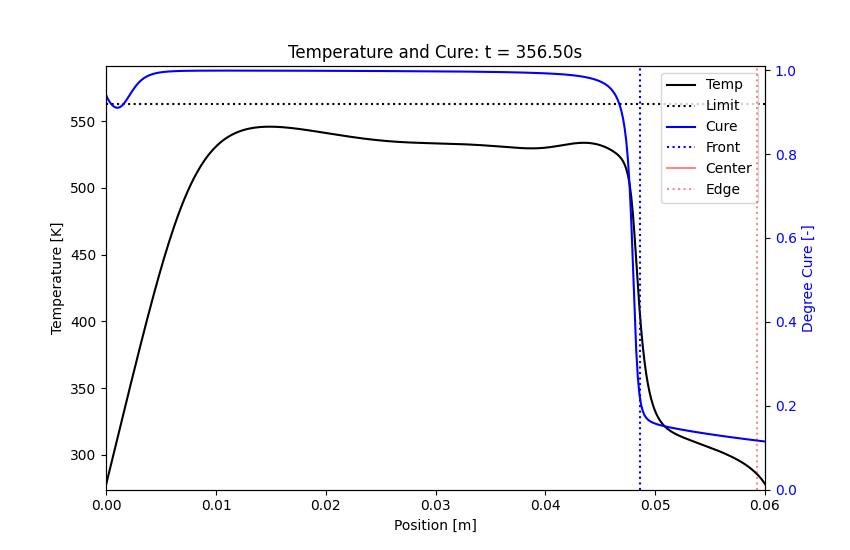 Temperature and Cure: t = 356.50s
Temperature [K]
550
500
450
400
350
300
Temp
Limit
Cure
Front
Center
Edge
1.0
0.8
0.6
0.4
0.2
0.0
Degree Cure [-]
0.00 0.01 0.02 0.03 0.04 0.05 0.06
Position [m]